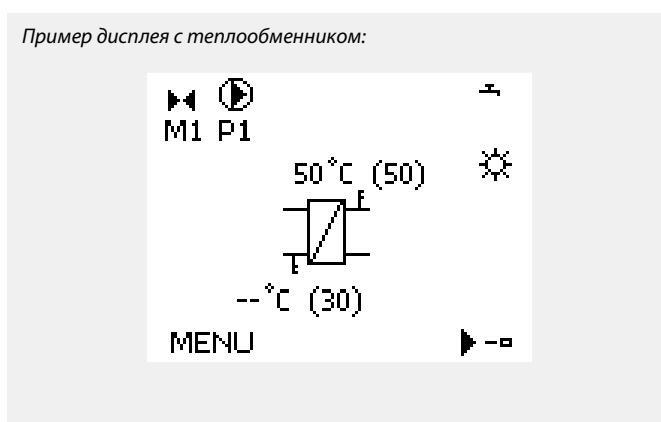 Пример дисплея с теплообменником:
M1 P1
50°C (50)
--°C (30)
MENU